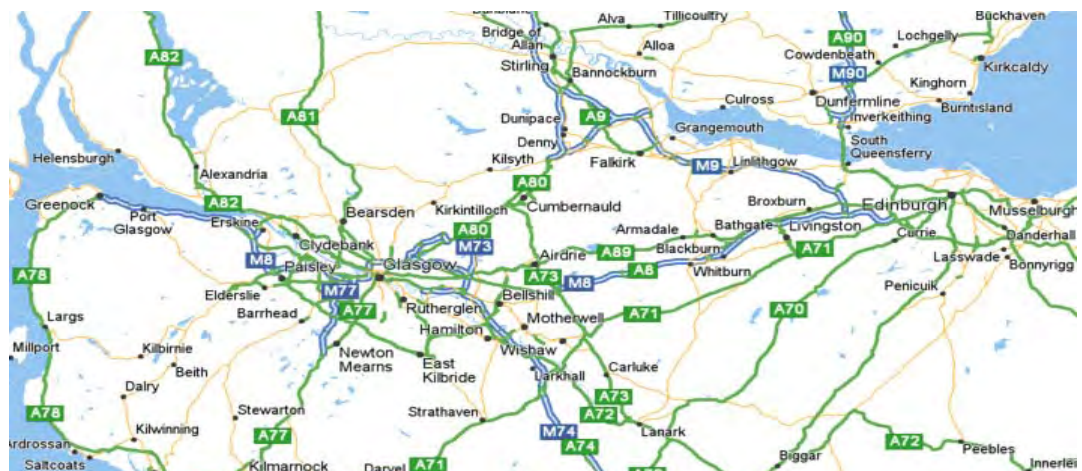 Dunblane
Alva
Tillicoultry
A90
Buckhaven
Bridge of
Allan
Lochgelly
A82
Alloa
Cowdenbeath
Stirling
Kirkcaldy
Bannockburn
M90
Kinghorn
Culross
Dunfermline
Burntisland
A81
Dunipace
A9
Inverkeithing
Denny
Grangemouth
South
Queensferry
Helensburgh
Kilsyth
Falkirk
M9
Linlithgow
Alexandria
A80
Greenock
A82
Cumbernauld
Edinburgh
Port
Glasgow
Erskine
Bearsden
Kirkintilloch
Broxburn
Musselburgh
A80
Armadale
Bathgate
Livingston
Clydebank
M73
Blackburn
A71
Currie
Danderhall
M8
Airdrie
A89
Lasswade
Bonnyrigg
Paisley
Glasgow
A73
M8
A8
Whitburn
A78
Elderslie
M77
Bellshill
Penicuik
A77
Rutherglen
A71
A70
Barrhead
Largs
Hamilton
Motherwell
Millport
Kilbirnie
Newton
Mearns
East
Kilbride
Wishaw
Beith
Larkhall
Carluke
Dalry
A73
A78
Stewarton
Strathaven
A72
Kilwinning
A77
M74
Lanark
A72
Ardrossan
A74
Peebles
Saltcoats
Kilmarnock
Darvel
A71
Biggar